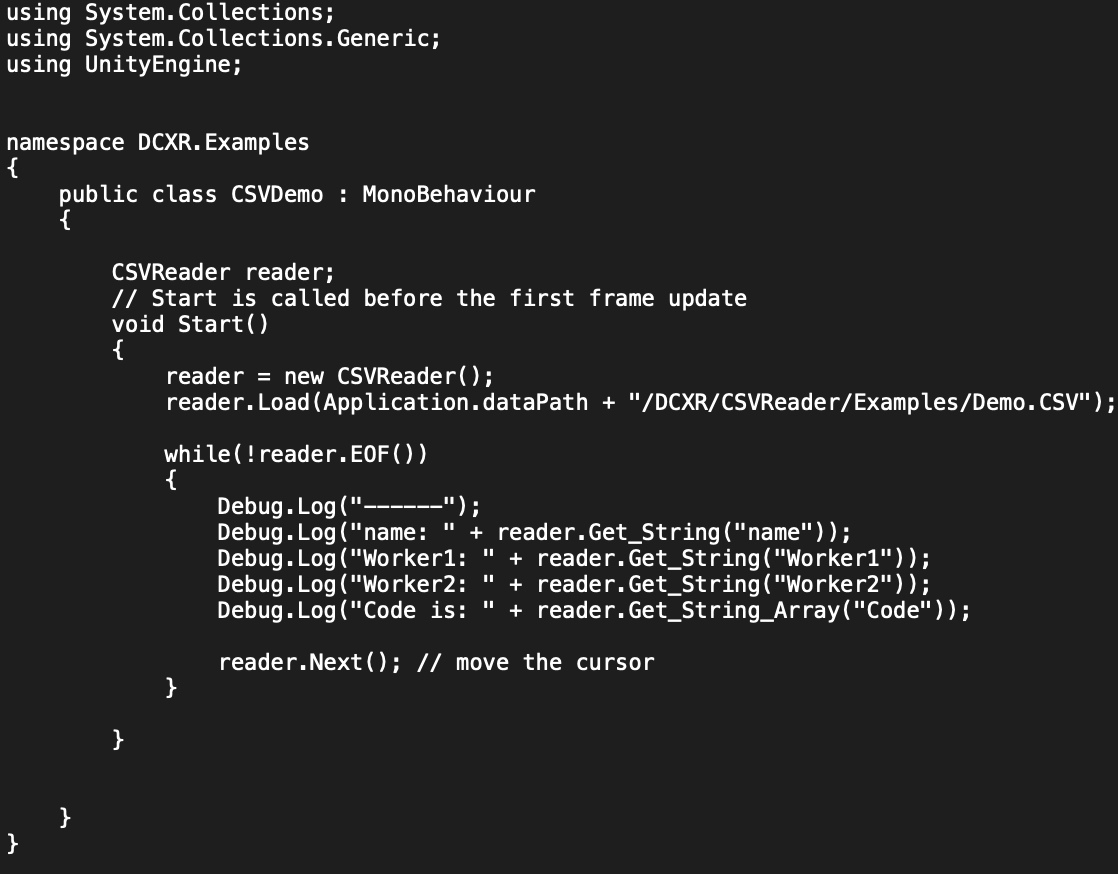 using System.Collections;
using System.Collections.Generic;
using UnityEngine;
namespace DCXR.Examples
{
    public class CSVDemo : MonoBehaviour
    {
        CSVReader reader;
        // Start is called before the first frame update
        void Start()
        {
            reader = new CSVReader();
            reader.Load(Application.dataPath + "/DCXR/CSVReader/Examples/Demo.CSV");
            while(!reader.EOF())
            {
                Debug.Log("------");
                Debug.Log("name: " + reader.Get_String("name"));
                Debug.Log("Worker1: " + reader.Get_String("Worker1"));
                Debug.Log("Worker2: " + reader.Get_String("Worker2"));
                Debug.Log("Code is: " + reader.Get_String_Array("Code"));
                reader.Next(); // move the cursor
            }
        }
    }
}